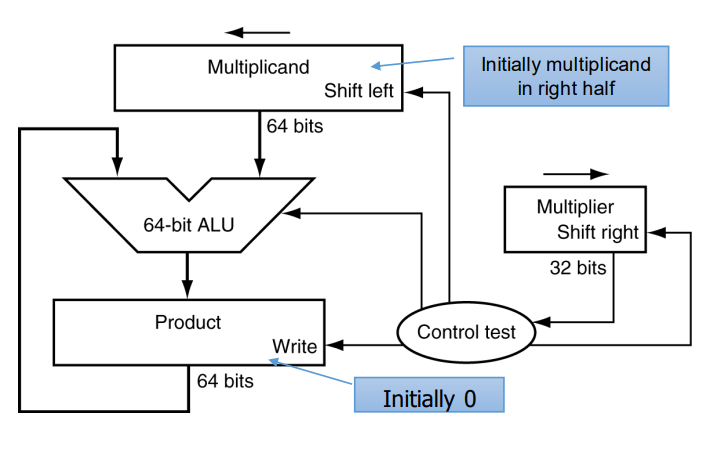 Multiplicand
Shift left
Initially multiplicand
in right half
64 bits
64-bit ALU
Multiplier
Shift right
32 bits
Product
Write
Control test
64 bits
Initially 0